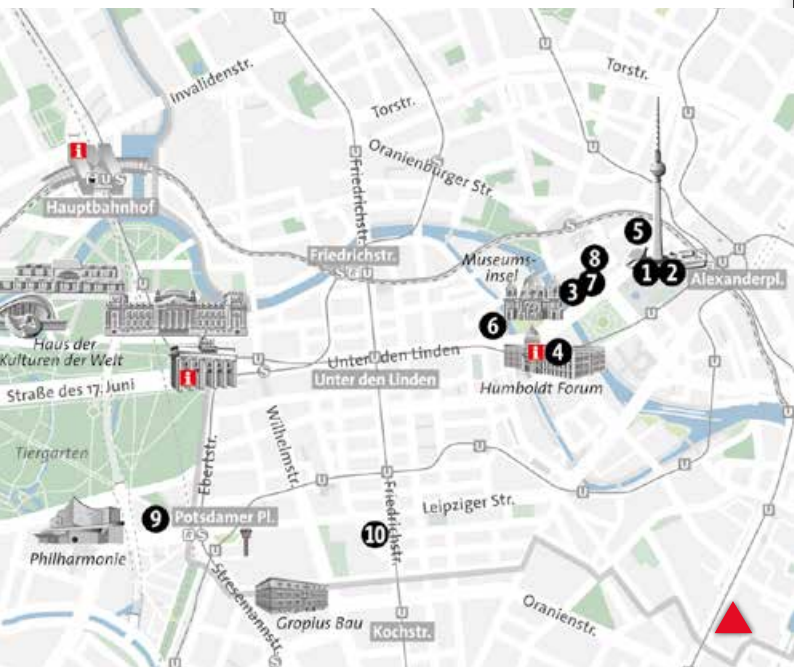 Invalidenstr.
Torstr.
Torstr.
U
U
i
U S
Hauptbahnhof
U
Oranienburger Str.
S
U
Friedrichstr.
U
S
Friedrichstr.
S & U
Museums-
insel
5
8
7
3
1
2
U
U
Alexanderpl.
6
U
Haus der
Kulturen der Welt
i
U
S
U
Unter den Linden
Unter den Linden
i
4
Humboldt Forum
U
U
Straße des 17. Juni
Tiergarten
Ebertstr.
Wilhelmstr.
U
U
U
U
U
Friedrichstr.
Leipziger Str.
U
9
Potsdamer Pl.
R S
U
10
Philharmonie
Stresemannstr.
Gropius Bau
U
Kochstr.
Oranienstr.
U
S